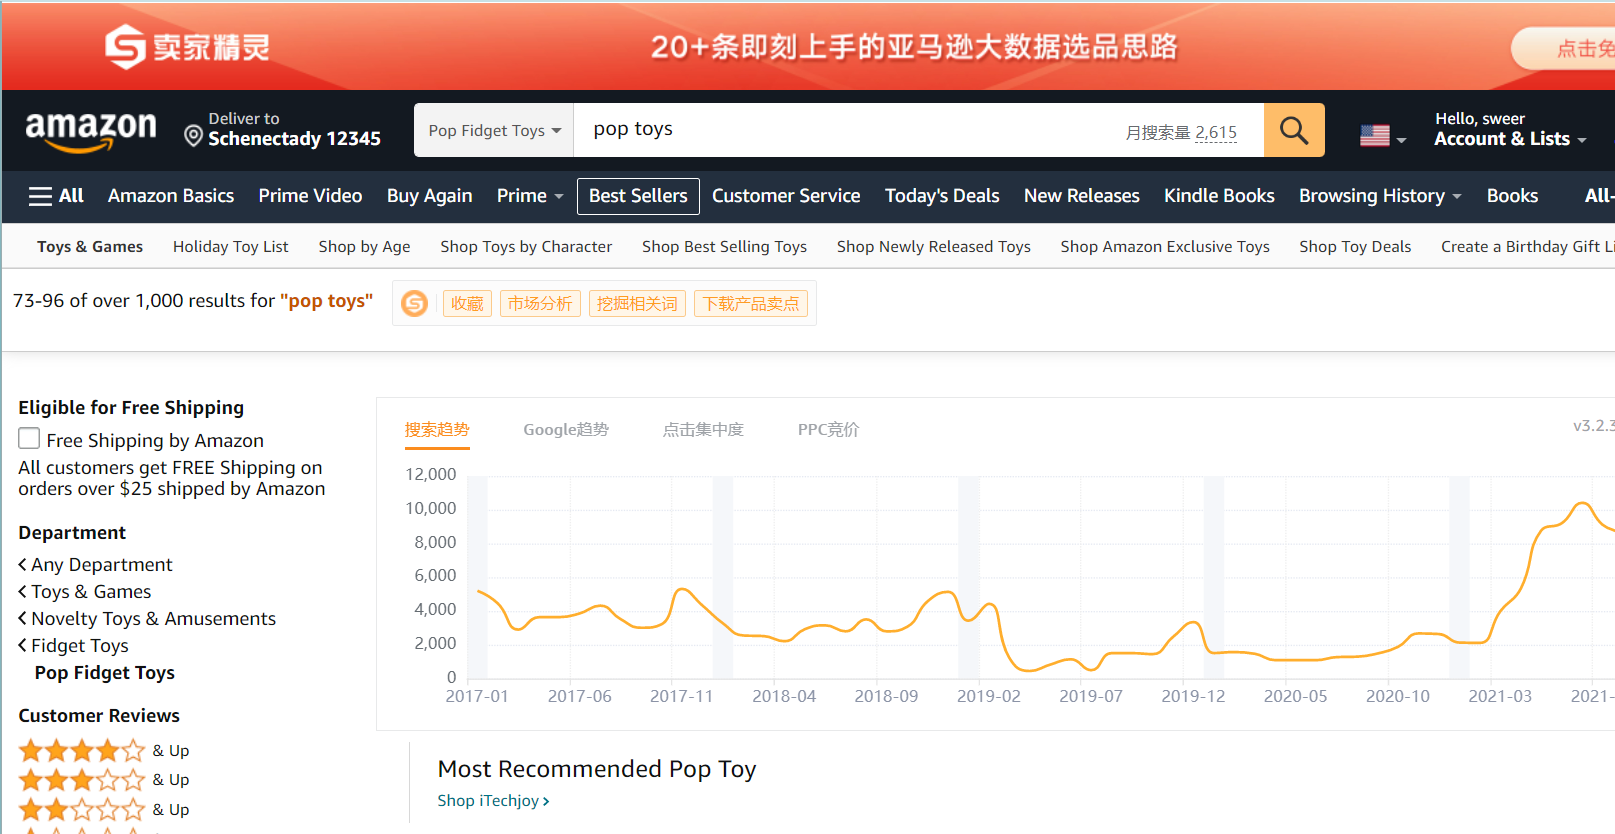 卖家精灵
20+条即刻上手的亚马逊大数据选品思路
点击免
amazon
Deliver to
Schenectady 12345
Pop Fidget Toys
pop toys
月搜索量 2,615
Hello, sweer
Account & Lists
All
Amazon Basics
Prime Video
Buy Again
Prime
Best Sellers
Customer Service
Today's Deals
New Releases
Kindle Books
Browsing History
Books
All-
Toys & Games
Holiday Toy List
Shop by Age
Shop Toys by Character
Shop Best Selling Toys
Shop Newly Released Toys
Shop Amazon Exclusive Toys
Shop Toy Deals
Create a Birthday Gift Li
73-96 of over 1,000 results for "pop toys"
收藏
市场分析
挖掘相关词
下载产品卖点
Eligible for Free Shipping
Free Shipping by Amazon
All customers get FREE Shipping on
orders over $25 shipped by Amazon
Department
Any Department
Toys & Games
Novelty Toys & Amusements
Fidget Toys
Pop Fidget Toys
Customer Reviews
& Up
& Up
& Up
搜索趋势
Google趋势
点击集中度
PPC竞价
v3.2.3
12,000
10,000
8,000
6,000
4,000
2,000
0
2017-01
2017-06
2017-11
2018-04
2018-09
2019-02
2019-07
2019-12
2020-05
2020-10
2021-03
2021-
Most Recommended Pop Toy
Shop iTechjoy